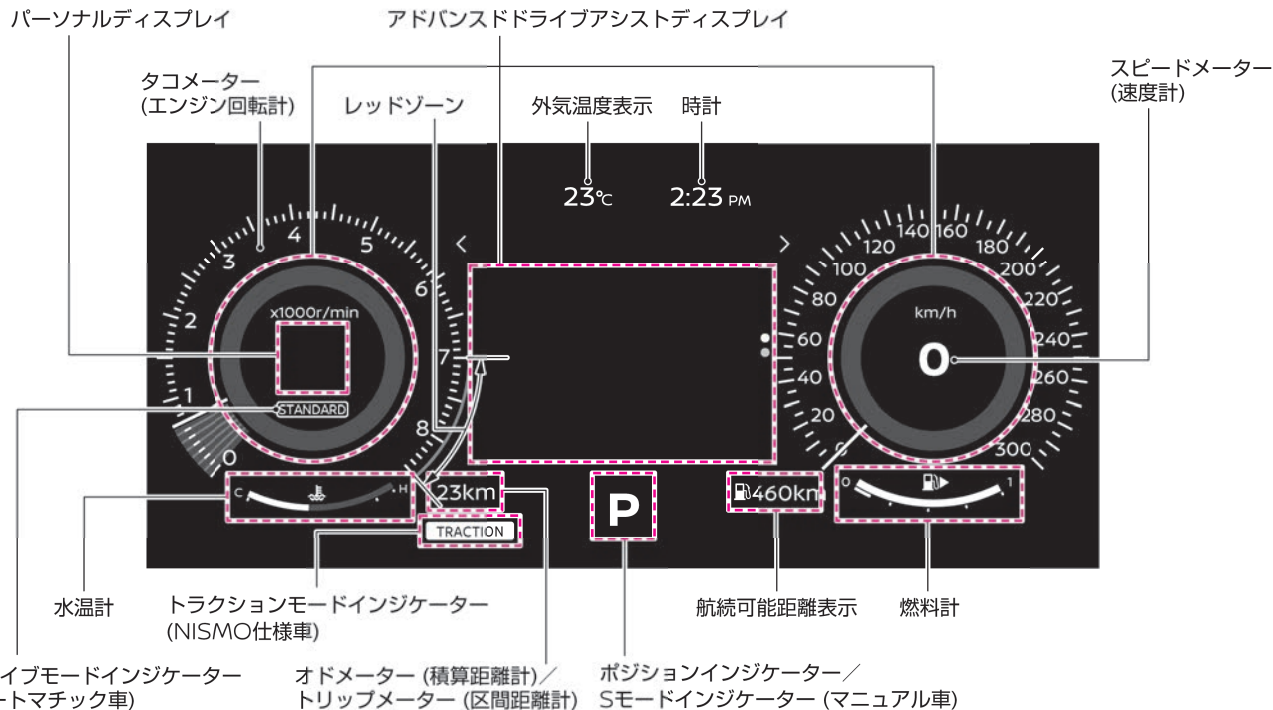 パーソナルディスプレイ
アドバンスドドライブアシストディスプレイ
タコメーター
(エンジン回転計)
レッドゾーン
外気温度表示
時計
スピードメーター
(速度計)
23℃
2:23 PM
x1000r/min
0
1
2
3
4
5
6
7
8
STANDARD
km/h
0
0
20
40
60
80
100
120
140
160
180
200
220
240
260
280
300
C
H
23km
TRACTION
P
460km
0
1
水温計
トラクションモードインジケーター
(NISMO仕様車)
航続可能距離表示
燃料計
イブモードインジケーター
ートマチック車)
オドメーター (積算距離計)／
トリップメーター (区間距離計)
ポジションインジケーター／
Sモードインジケーター (マニュアル車)